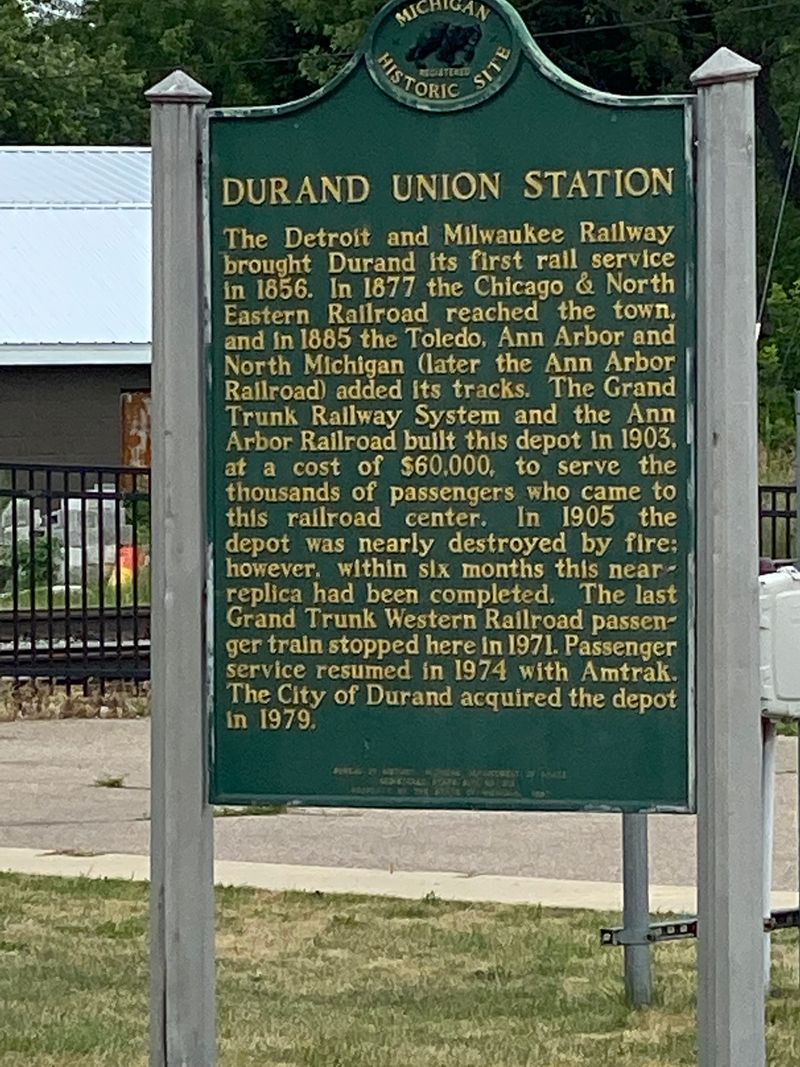 MICHIGAN
REGISTERED
HISTORIC SITE
DURAND UNION STATION
The Detroit and Milwaukee Railway
brought Durand its first rail service
in 1856. In 1877 the Chicago & North
Eastern Railroad reached the town,
and in 1885 the Toledo, Ann Arbor and
North Michigan (later the Ann Arbor
Railroad) added its tracks. The Grand
Trunk Railway System and the Ann
Arbor Railroad built this depot in 1903,
at a cost of $60,000, to serve the
thousands of passengers who came to
this railroad center. In 1905 the
depot was nearly destroyed by fire;
however, within six months this near-
replica had been completed. The last
Grand Trunk Western Railroad passen-
ger train stopped here in 1971. Passenger
service resumed in 1974 with Amtrak.
The City of Durand acquired the depot
in 1979.